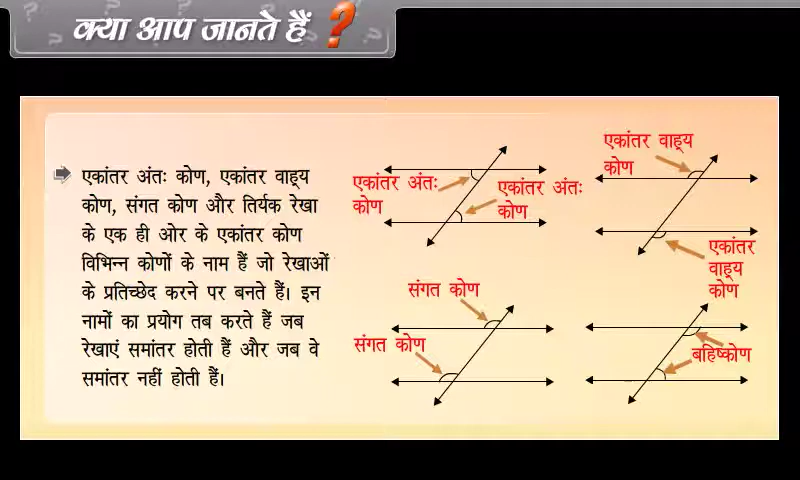 क्या आप जानते हैं ?
एकांतर अंतः कोण, एकांतर वाह्य
कोण, संगत कोण और तिर्यक रेखा
के एक ही ओर के एकांतर कोण
विभिन्न कोणों के नाम हैं जो रेखाओं
के प्रतिच्छेद करने पर बनते हैं। इन
नामों का प्रयोग तब करते हैं जब
रेखाएं समांतर होती हैं और जब वे
समांतर नहीं होती हैं।
एकांतर अंतः
कोण
एकांतर अंतः
कोण
एकांतर वाह्य
कोण
एकांतर
वाह्य
कोण
संगत कोण
संगत कोण
बहिष्कोण